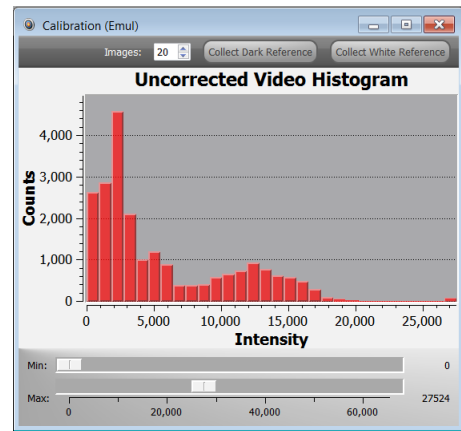 Calibration (Emul)
Images: 20 Collect Dark Reference Collect White Reference
Uncorrected Video Histogram
Counts
4,000
3,000
2,000
1,000
0
0 5,000 10,000 15,000 20,000 25,000
Intensity
Min: 0
Max: 27524
0 20,000 40,000 60,000